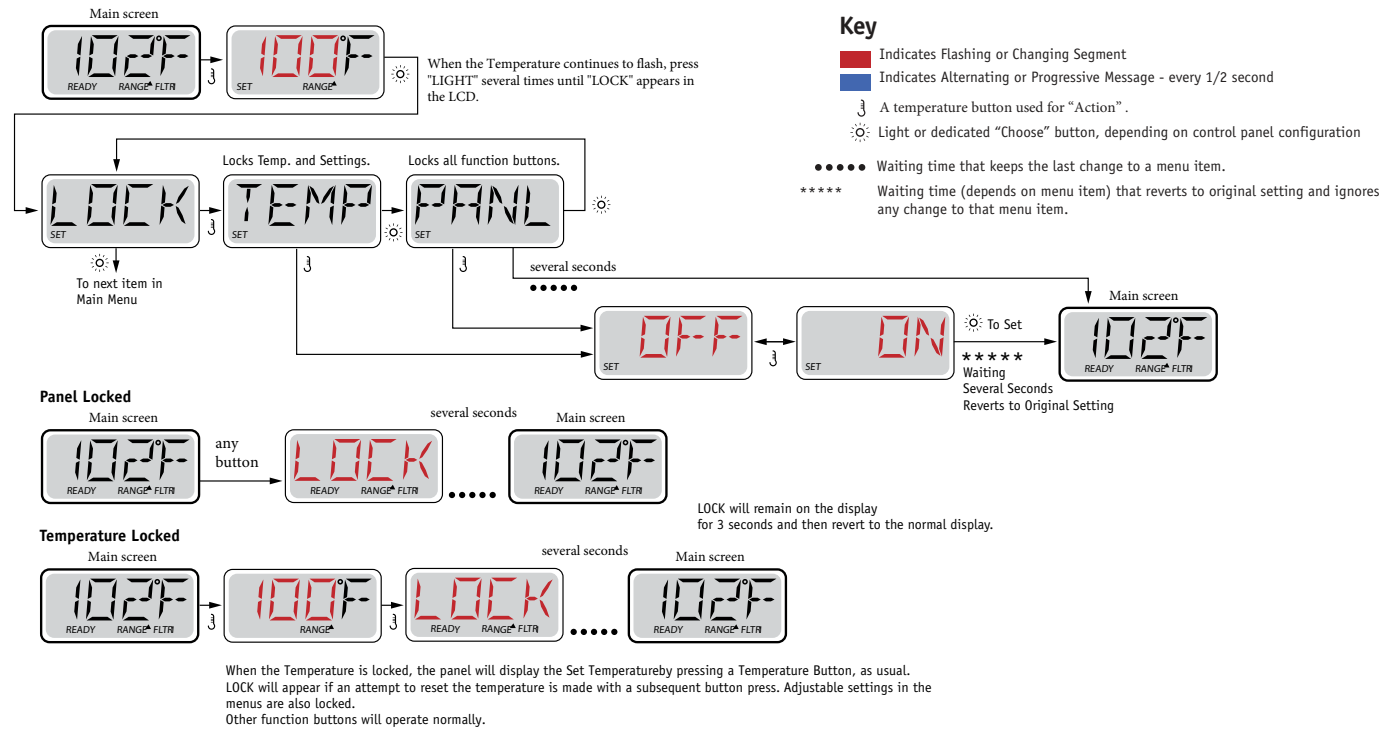 Main screen
102°F
READY RANGE FLTR
100°F
SET RANGE
When the Temperature continues to flash, press
"LIGHT" several times until "LOCK" appears in
the LCD.
Key
Indicates Flashing or Changing Segment
Indicates Alternating or Progressive Message - every 1/2 second
A temperature button used for “Action” .
Light or dedicated “Choose” button, depending on control panel configuration
••••• Waiting time that keeps the last change to a menu item.
***** Waiting time (depends on menu item) that reverts to original setting and ignores
any change to that menu item.
Locks Temp. and Settings.
Locks all function buttons.
LOCK
SET
TEMP
SET
PANL
SET
To next item in
Main Menu
several seconds
•••••
OFF
SET
ON
SET
To Set
*****
Waiting
Several Seconds
Reverts to Original Setting
Main screen
102°F
READY RANGE FLTR
Panel Locked
Main screen
102°F
READY RANGE FLTR
any
button
LOCK
READY RANGE FLTR
several seconds
•••••
Main screen
102°F
READY RANGE FLTR
LOCK will remain on the display
for 3 seconds and then revert to the normal display.
Temperature Locked
Main screen
102°F
READY RANGE FLTR
100°F
RANGE
LOCK
READY RANGE FLTR
several seconds
•••••
Main screen
102°F
READY RANGE FLTR
When the Temperature is locked, the panel will display the Set Temperatureby pressing a Temperature Button, as usual.
LOCK will appear if an attempt to reset the temperature is made with a subsequent button press. Adjustable settings in the
menus are also locked.
Other function buttons will operate normally.